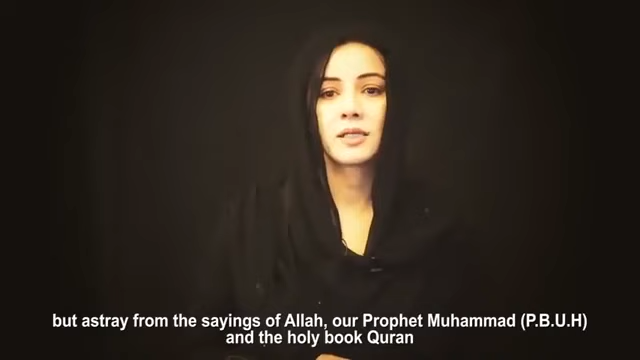 but astray from the sayings of Allah, our Prophet Muhammad (P.B.U.H)
and the holy book Quran